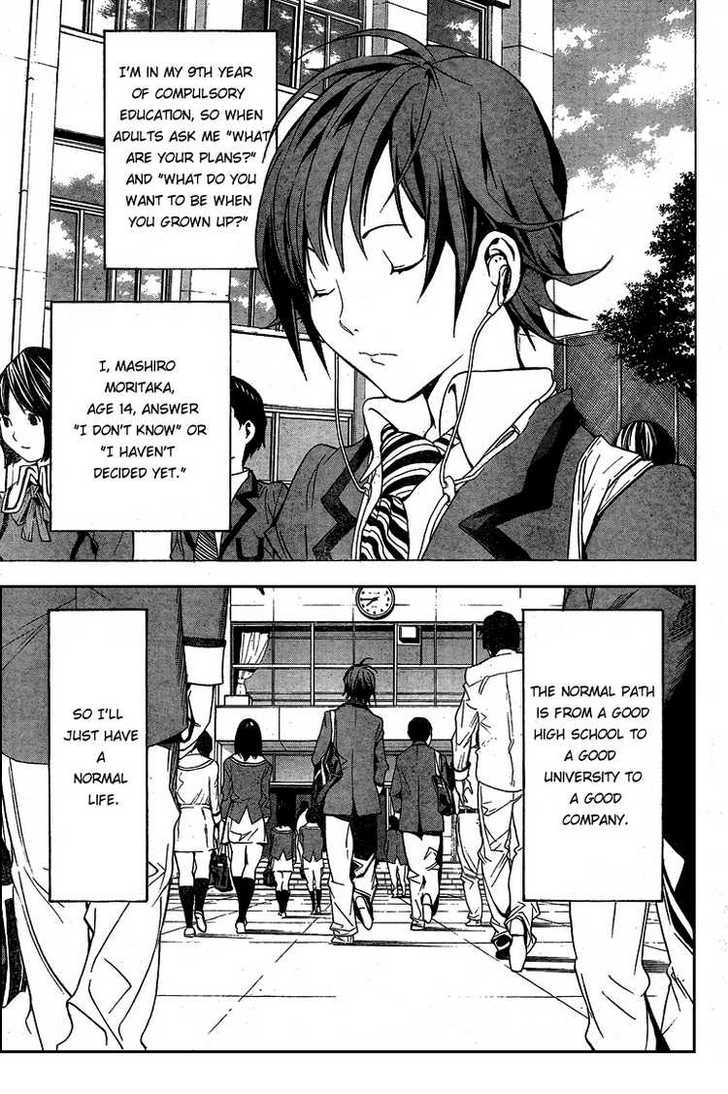 I'M IN MY 9TH YEAR
OF COMPULSORY
EDUCATION, SO WHEN
ADULTS ASK ME "WHAT
ARE YOUR PLANS?"
AND "WHAT DO YOU
WANT TO BE WHEN
YOU GROWN UP?"
I, MASHIRO
MORITAKA,
AGE 14, ANSWER
"I DON'T KNOW" OR
"I HAVEN'T
DECIDED YET."
THE NORMAL PATH
IS FROM A GOOD
HIGH SCHOOL TO
A GOOD
UNIVERSITY TO
A GOOD
COMPANY.
SO I'LL
JUST HAVE
A
NORMAL
LIFE.